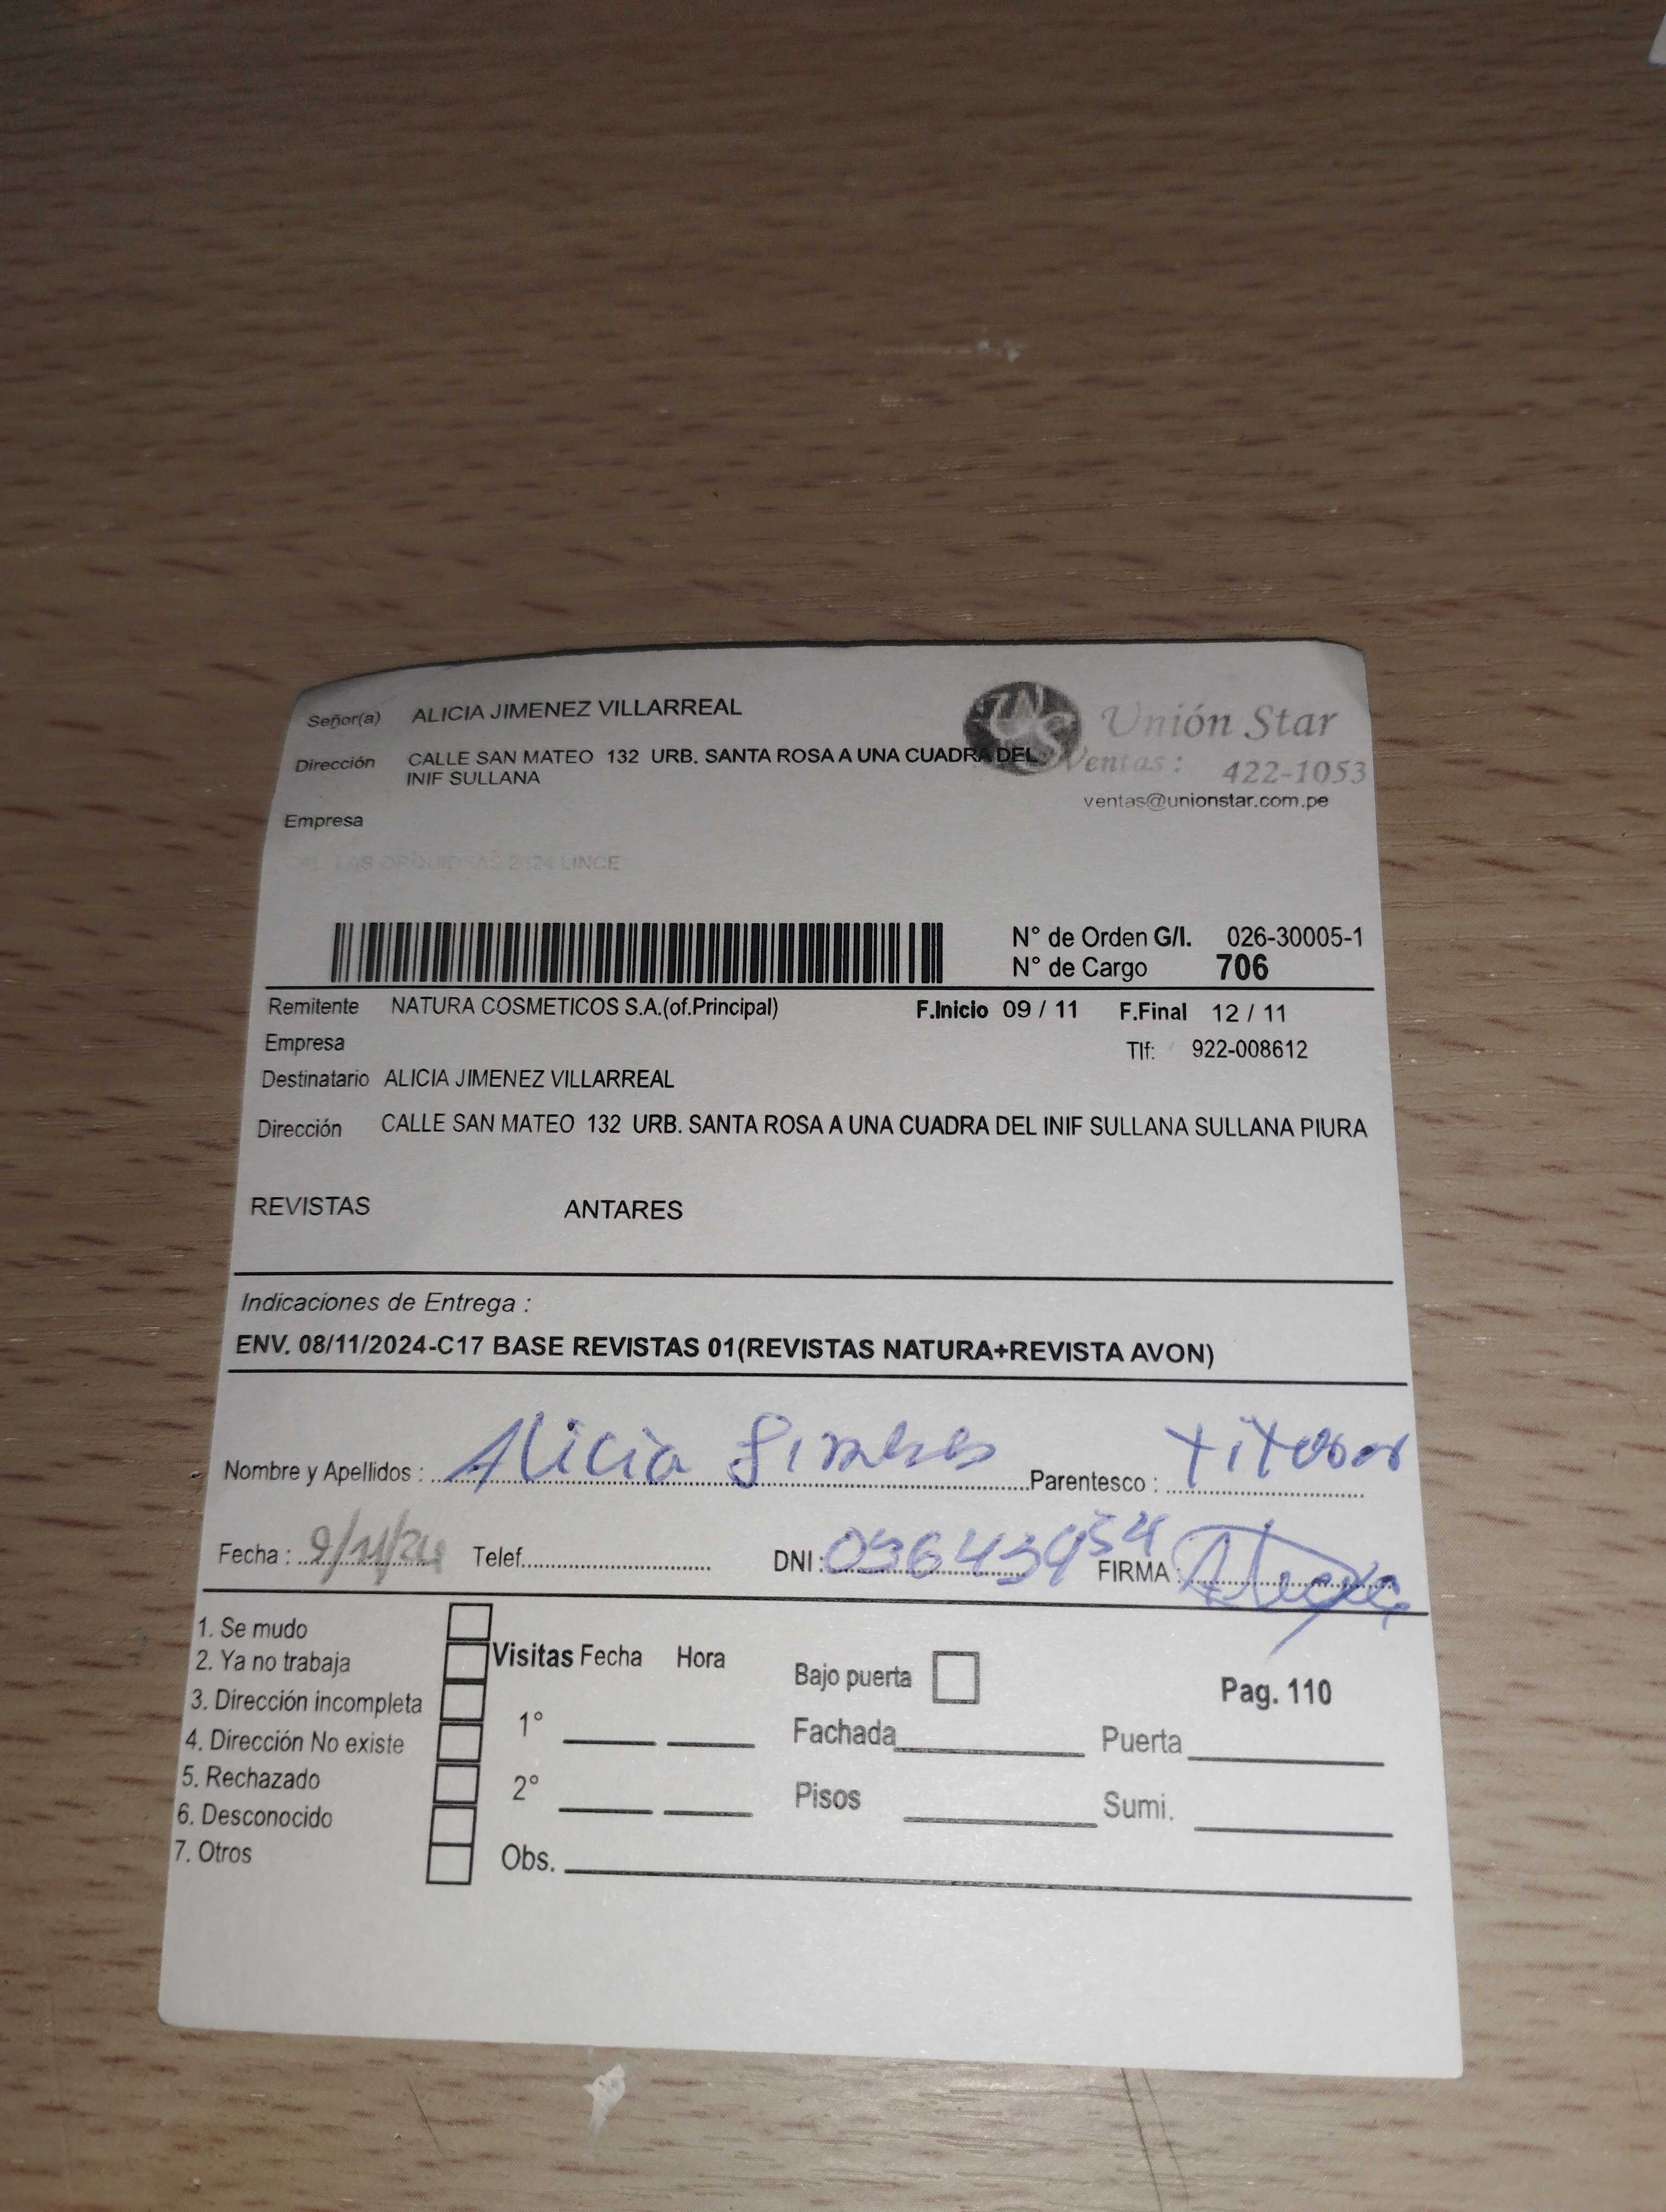 Señor(a) ALICIA JIMENEZ VILLARREAL
Unión Star
Dirección CALLE SAN MATEO 132 URB. SANTA ROSA A UNA CUADRA DEL
INIF SULLANA
Ventas: 422-1053
ventas@unionstar.com.pe
Empresa
2624 LINCE
N° de Orden G/I. 026-30005-1
N° de Cargo 706
Remitente NATURA COSMETICOS S.A.(of.Principal) F.Inicio 09 / 11 F.Final 12 / 11
Empresa Tlf: 922-008612
Destinatario ALICIA JIMENEZ VILLARREAL
Dirección CALLE SAN MATEO 132 URB. SANTA ROSA A UNA CUADRA DEL INIF SULLANA SULLANA PIURA
REVISTAS ANTARES
Indicaciones de Entrega :
ENV. 08/11/2024-C17 BASE REVISTAS 01(REVISTAS NATURA+REVISTA AVON)
Nombre y Apellidos : Alicia Parentesco :
Fecha : 9/11/24 Telef. DNI: FIRMA :
1. Se mudo
2. Ya no trabaja
3. Dirección incompleta
4. Dirección No existe
5. Rechazado
6. Desconocido
7. Otros
Visitas Fecha Hora
1°
2°
Obs.
Bajo puerta
Pag. 110
Fachada Puerta
Pisos Sumi.